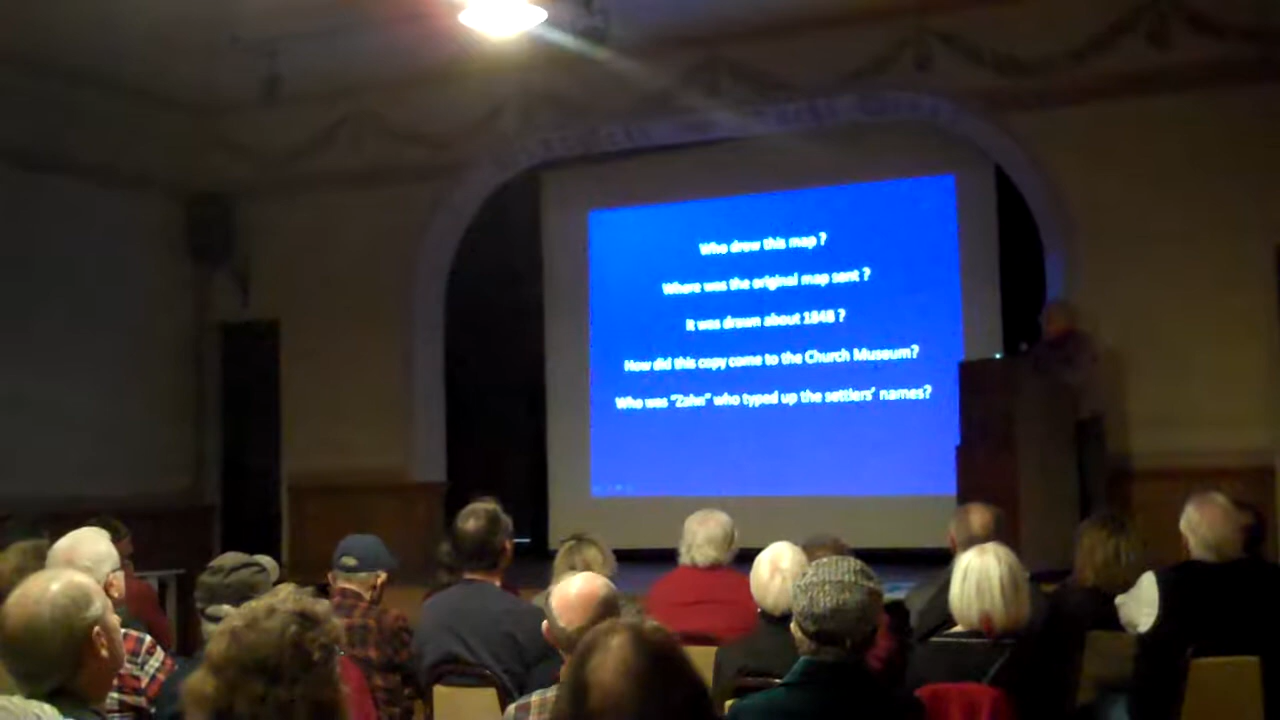 Who drew this map ?
Where was the original map sent ?
It was drawn about 1848 ?
How did this copy come to the Church Museum?
Who was "Zahn" who typed up the settlers' names?